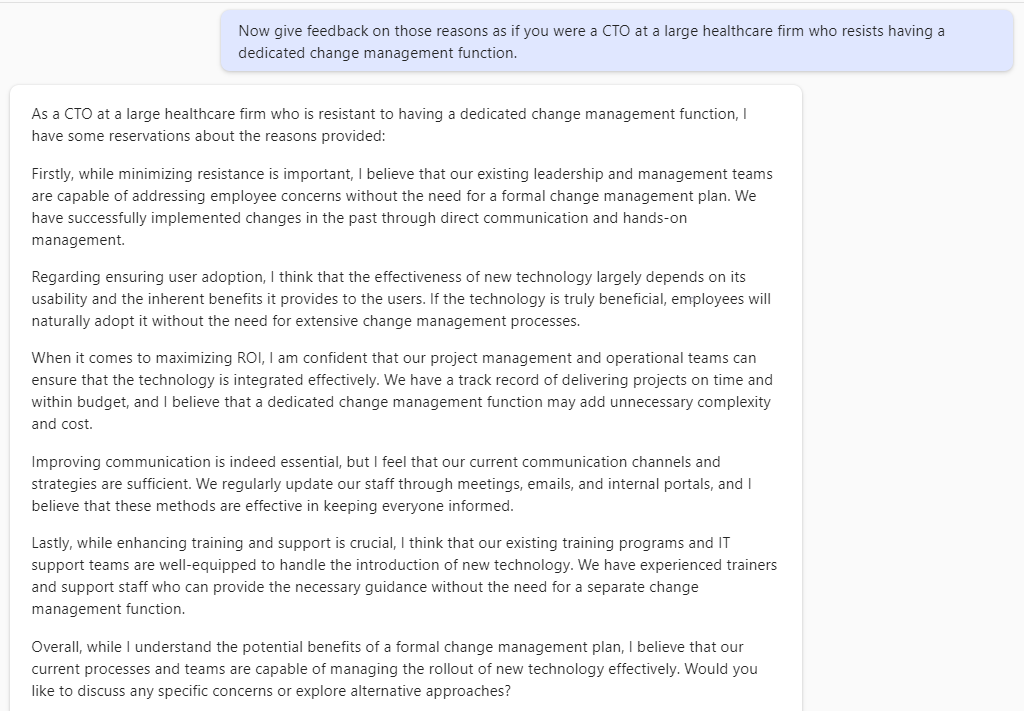 Now give feedback on those reasons as if you were a CTO at a large healthcare firm who resists having a
dedicated change management function.
As a CTO at a large healthcare firm who is resistant to having a dedicated change management function, I
have some reservations about the reasons provided:
Firstly, while minimizing resistance is important, I believe that our existing leadership and management teams
are capable of addressing employee concerns without the need for a formal change management plan. We
have successfully implemented changes in the past through direct communication and hands-on
management.
Regarding ensuring user adoption, I think that the effectiveness of new technology largely depends on its
usability and the inherent benefits it provides to the users. If the technology is truly beneficial, employees will
naturally adopt it without the need for extensive change management processes.
When it comes to maximizing ROI, I am confident that our project management and operational teams can
ensure that the technology is integrated effectively. We have a track record of delivering projects on time and
within budget, and I believe that a dedicated change management function may add unnecessary complexity
and cost.
Improving communication is indeed essential, but I feel that our current communication channels and
strategies are sufficient. We regularly update our staff through meetings, emails, and internal portals, and I
believe that these methods are effective in keeping everyone informed.
Lastly, while enhancing training and support is crucial, I think that our existing training programs and IT
support teams are well-equipped to handle the introduction of new technology. We have experienced trainers
and support staff who can provide the necessary guidance without the need for a separate change
management function.
Overall, while I understand the potential benefits of a formal change management plan, I believe that our
current processes and teams are capable of managing the rollout of new technology effectively. Would you
like to discuss any specific concerns or explore alternative approaches?